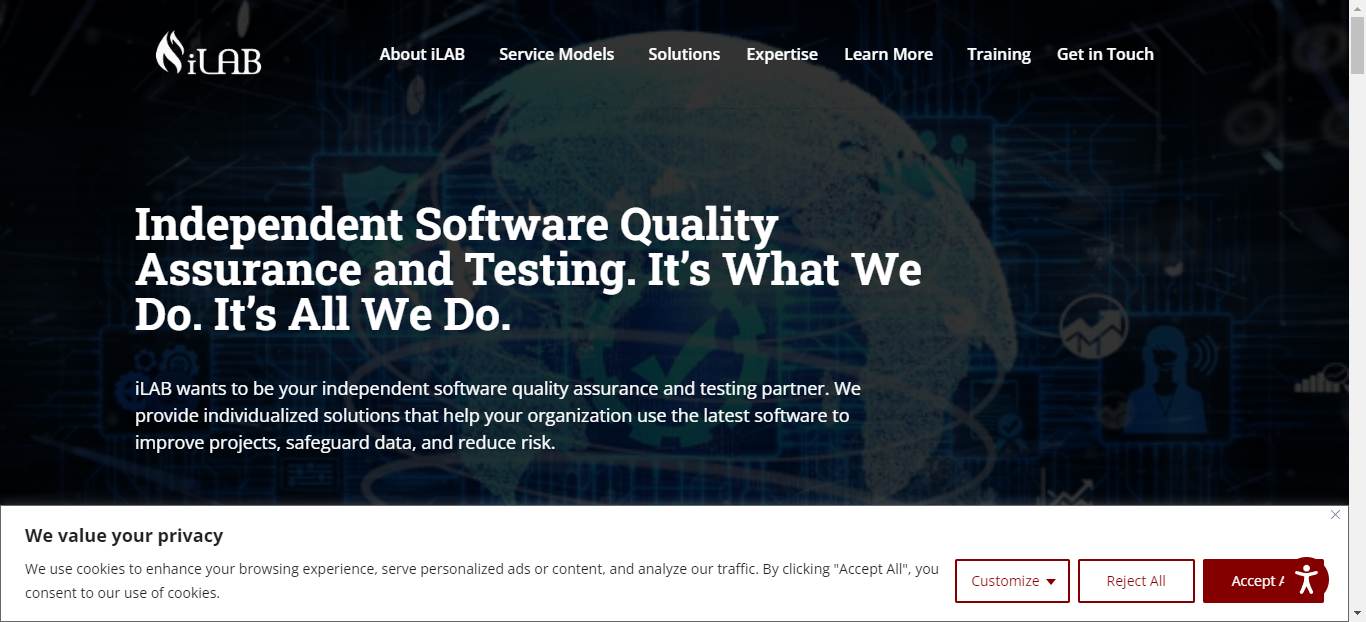 iLAB
About iLAB Service Models Solutions Expertise Learn More Training Get in Touch
Independent Software Quality
Assurance and Testing. It’s What We
Do. It’s All We Do.
iLAB wants to be your independent software quality assurance and testing partner. We
provide individualized solutions that help your organization use the latest software to
improve projects, safeguard data, and reduce risk.
We value your privacy
We use cookies to enhance your browsing experience, serve personalized ads or content, and analyze our traffic. By clicking "Accept All", you
consent to our use of cookies.
Customize Reject All Accept